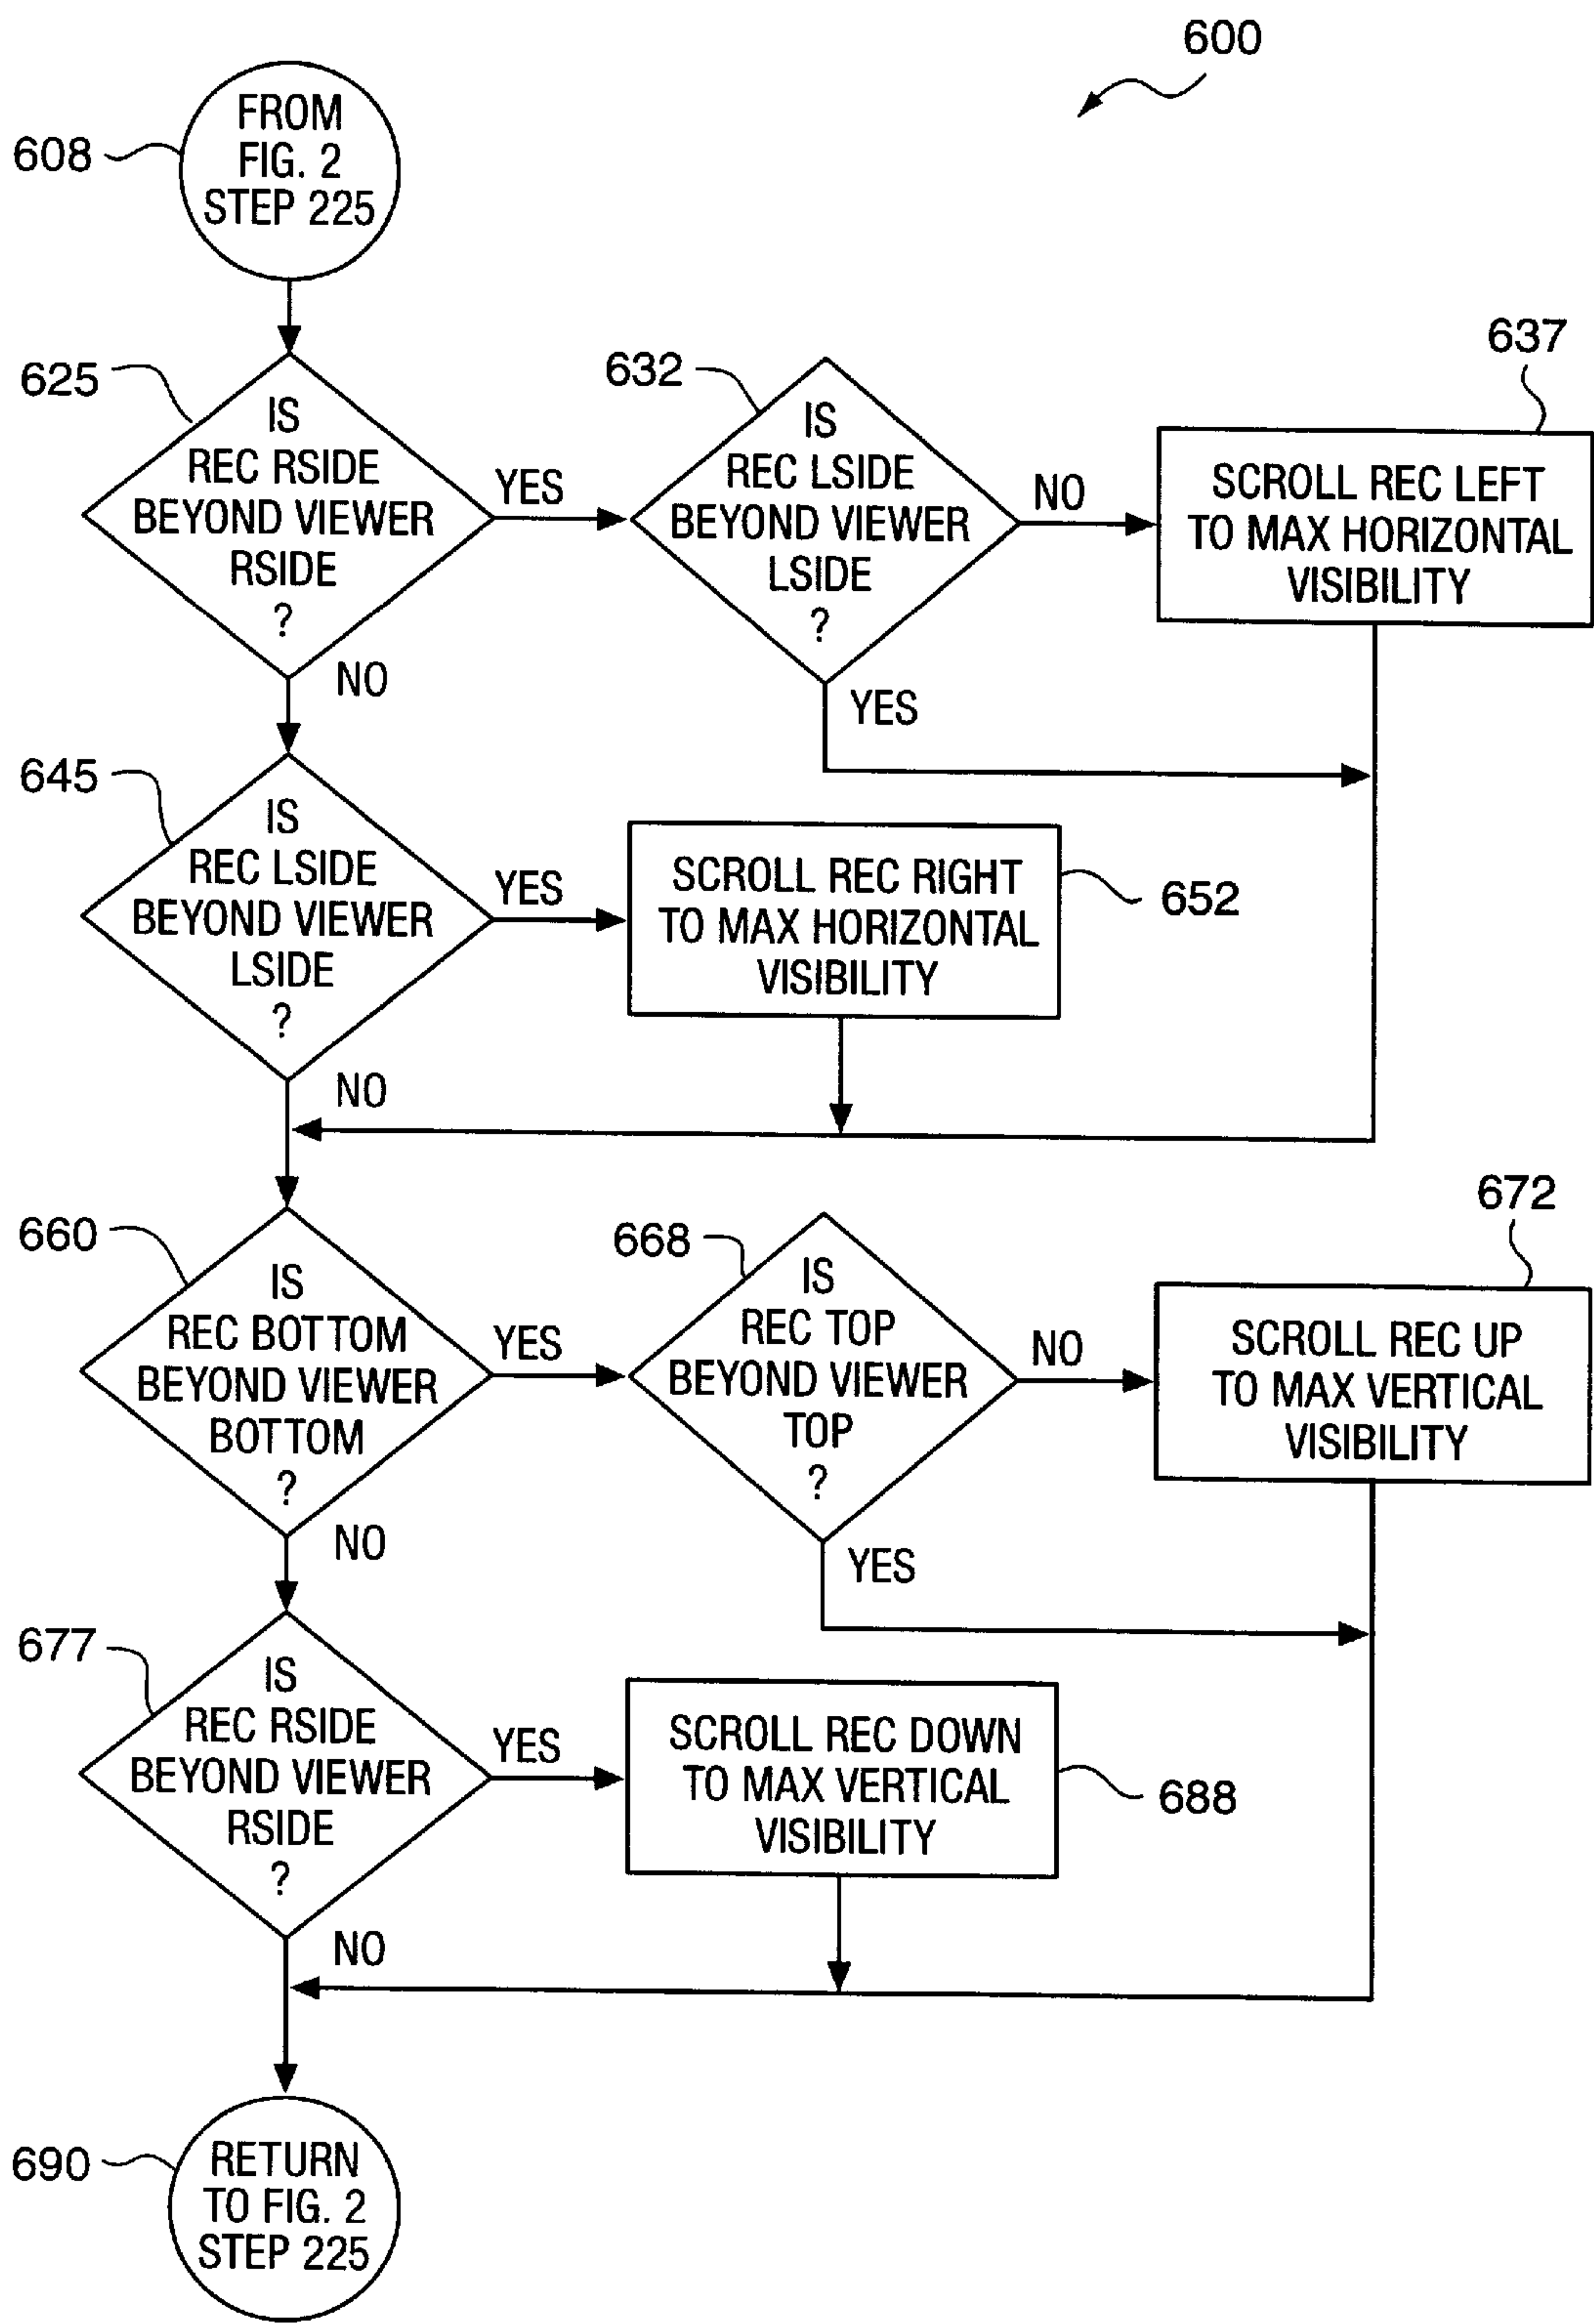 600
608
FROM
FIG. 2
STEP 225
625
IS
REC RSIDE
BEYOND VIEWER
RSIDE
?
YES
NO
632
IS
REC LSIDE
BEYOND VIEWER
LSIDE
?
NO
YES
637
SCROLL REC LEFT
TO MAX HORIZONTAL
VISIBILITY
645
IS
REC LSIDE
BEYOND VIEWER
LSIDE
?
YES
NO
SCROLL REC RIGHT
TO MAX HORIZONTAL
VISIBILITY
652
660
IS
REC BOTTOM
BEYOND VIEWER
BOTTOM
?
YES
NO
668
IS
REC TOP
BEYOND VIEWER
TOP
?
NO
YES
672
SCROLL REC UP
TO MAX VERTICAL
VISIBILITY
677
IS
REC RSIDE
BEYOND VIEWER
RSIDE
?
YES
NO
SCROLL REC DOWN
TO MAX VERTICAL
VISIBILITY
688
690
RETURN
TO FIG. 2
STEP 225